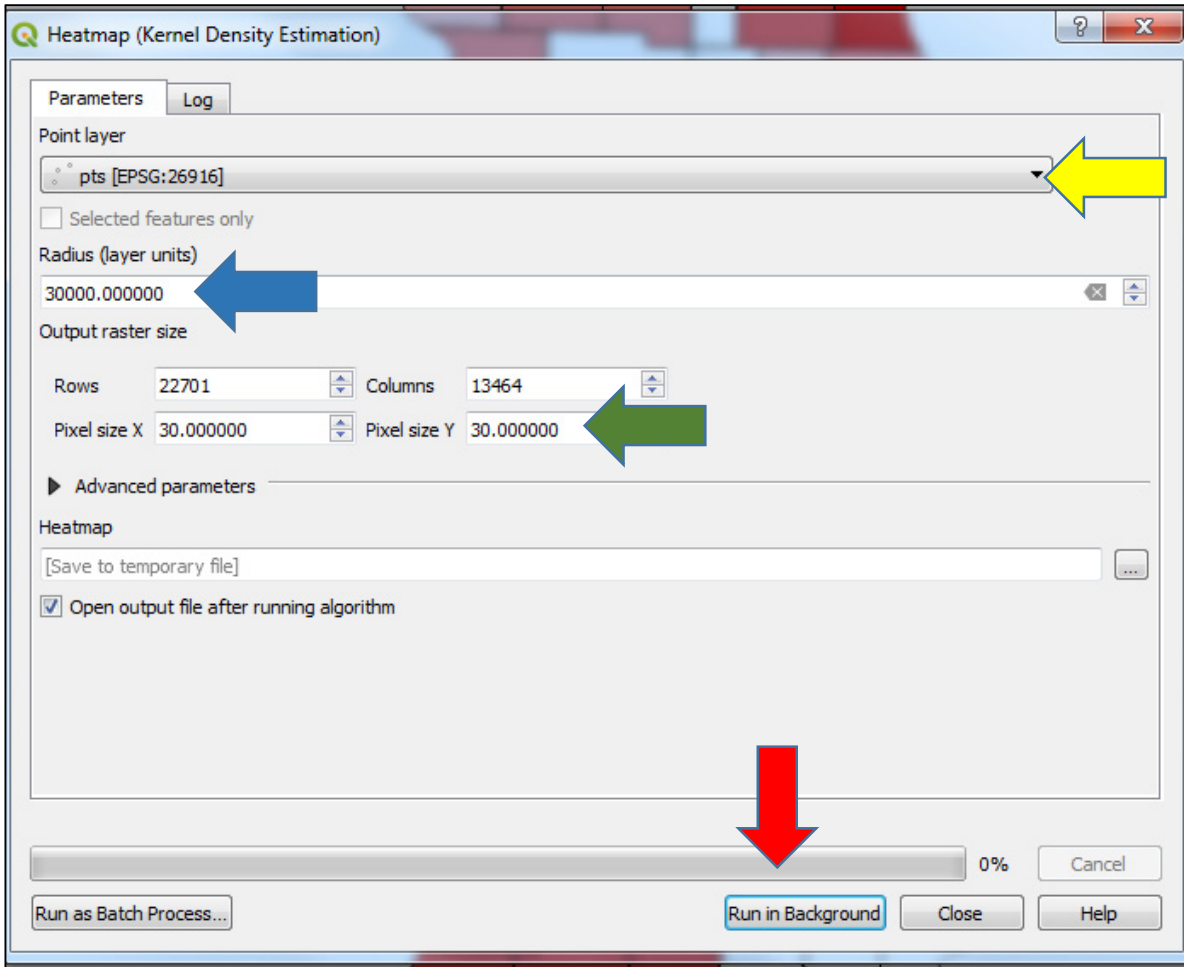 Heatmap (Kernel Density Estimation)
Parameters Log
Point layer
pts [EPSG:26916]
Selected features only
Radius (layer units)
30000.000000
Output raster size
Rows 22701 Columns 13464
Pixel size X 30.000000 Pixel size Y 30.000000
Advanced parameters
Heatmap
[Save to temporary file] ...
Open output file after running algorithm
0% Cancel
Run as Batch Process... Run in Background Close Help